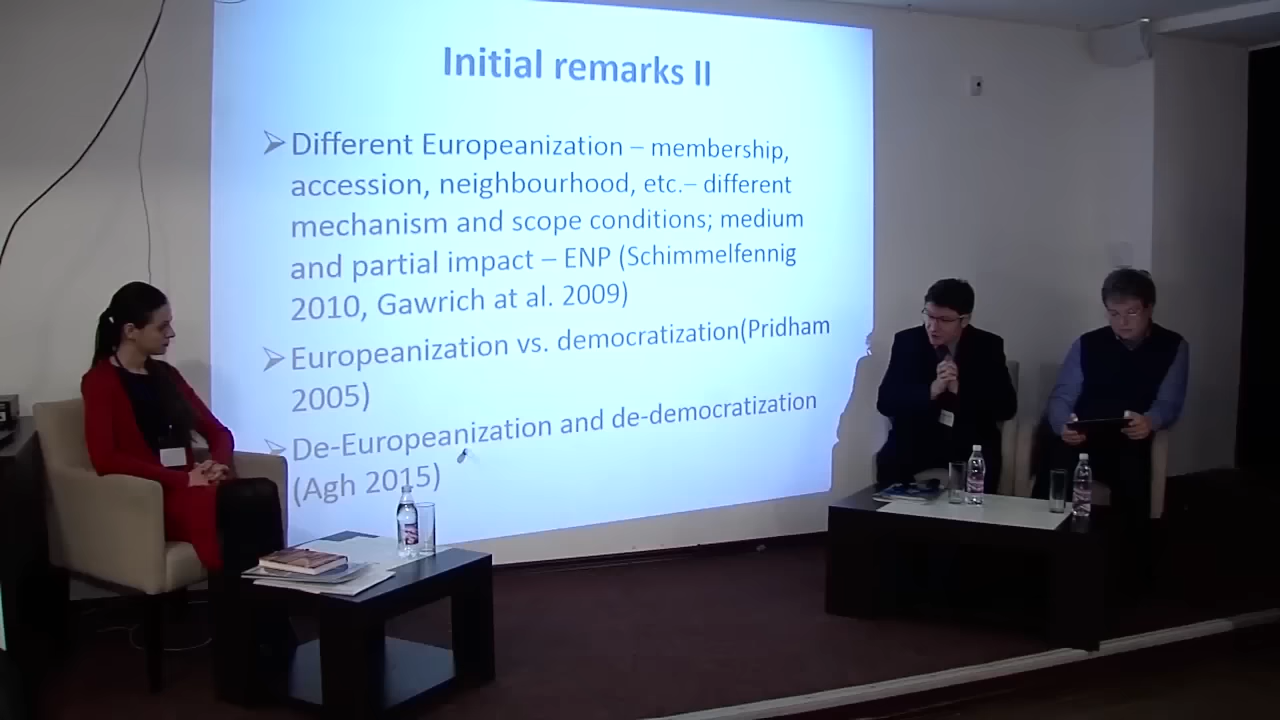 Initial remarks II
Different Europeanization – membership,
accession, neighbourhood, etc.– different
mechanism and scope conditions; medium
and partial impact – ENP (Schimmelfennig
2010, Gawrich at al. 2009)
Europeanization vs. democratization(Pridham
2005)
De-Europeanization and de-democratization
(Agh 2015)